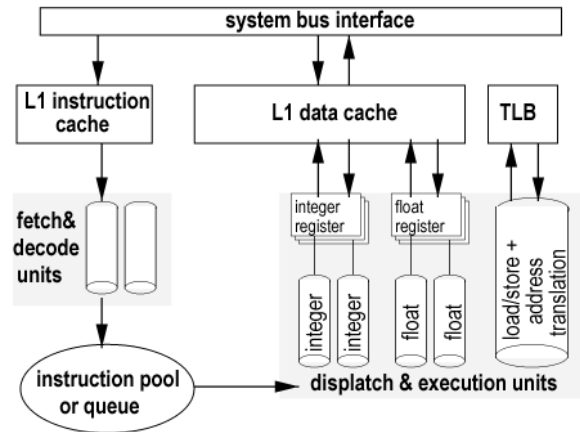 system bus interface
L1 instruction
cache
L1 data cache
TLB
fetch&
decode
units
integer
register
float
register
integer
integer
float
float
load/store +
address
translation
instruction pool
or queue
displatch & execution units